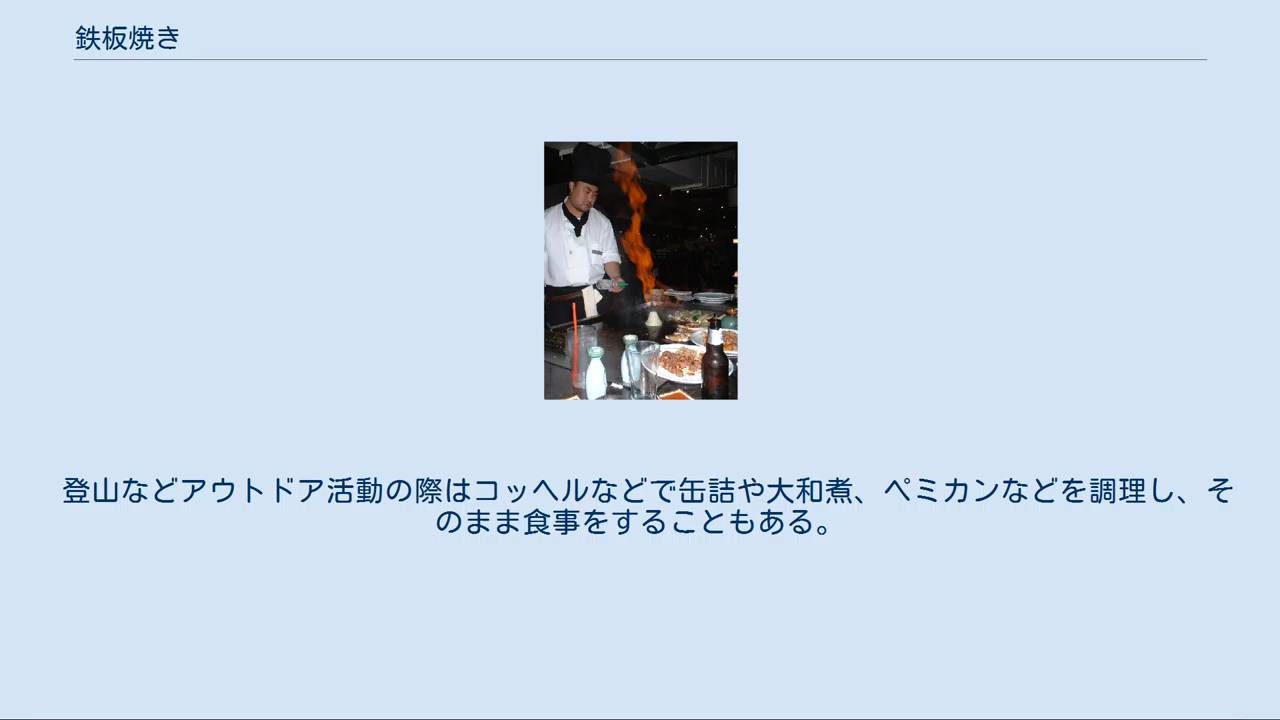 鉄板焼き
登山などアウトドア活動の際はコッヘルなどで缶詰や大和煮、ペミカンなどを調理し、そ
のまま食事をすることもある。